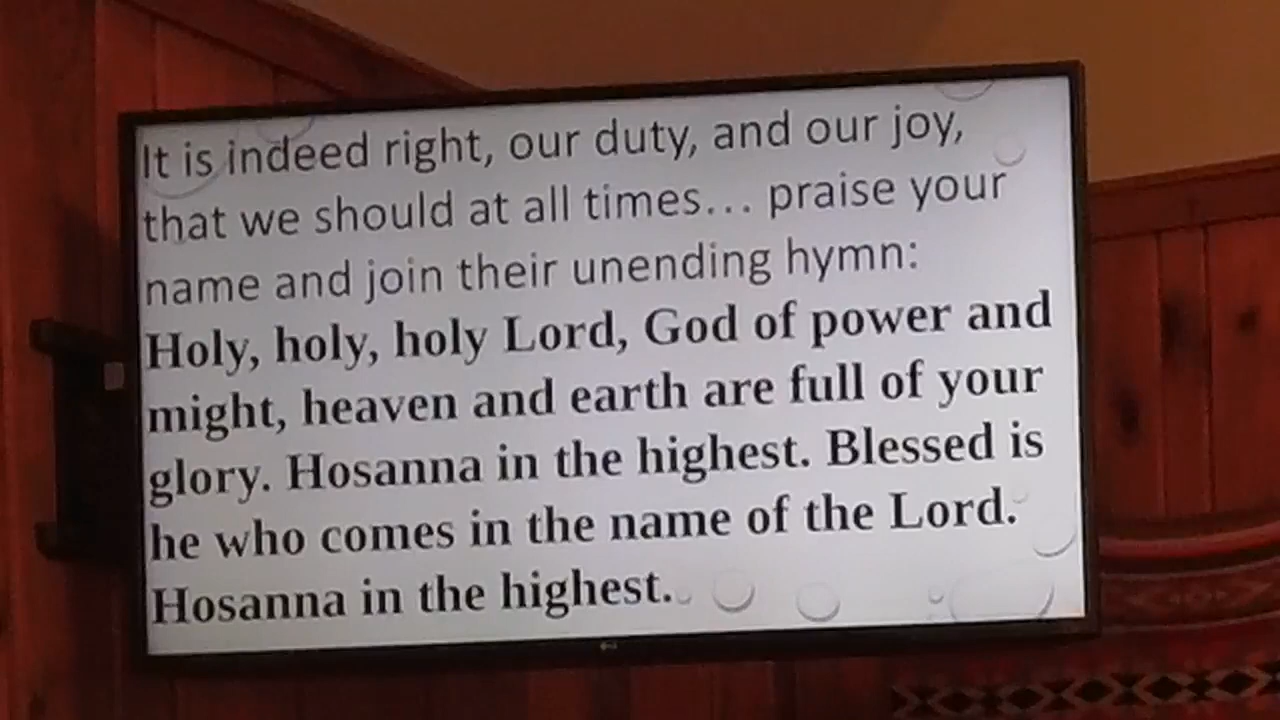 It is indeed right, our duty, and our joy,
that we should at all times... praise your
name and join their unending hymn:
Holy, holy, holy Lord, God of power and
might, heaven and earth are full of your
glory. Hosanna in the highest. Blessed is
he who comes in the name of the Lord.
Hosanna in the highest.